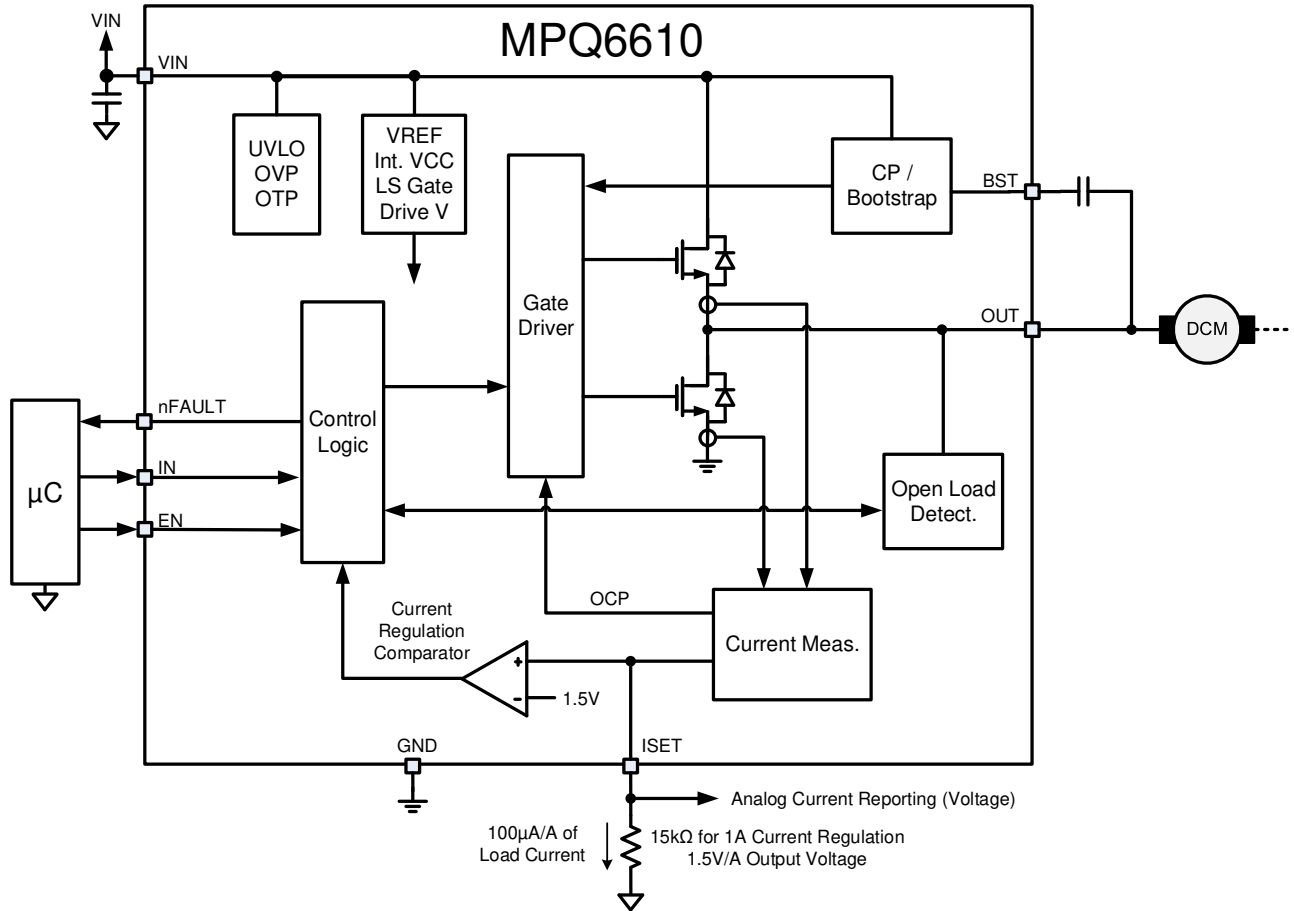 VIN
MPQ6610
VIN
UVLO
OVP
OTP
VREF
Int. VCC
LS Gate
Drive V
CP /
Bootstrap
BST
Gate
Driver
OUT
DCM
nFAULT
Control
Logic
IN
µC
EN
Open Load
Detect.
OCP
Current
Regulation
Comparator
Current Meas.
+
-
1.5V
GND
ISET
Analog Current Reporting (Voltage)
100µA/A of
Load Current
15kΩ for 1A Current Regulation
1.5V/A Output Voltage